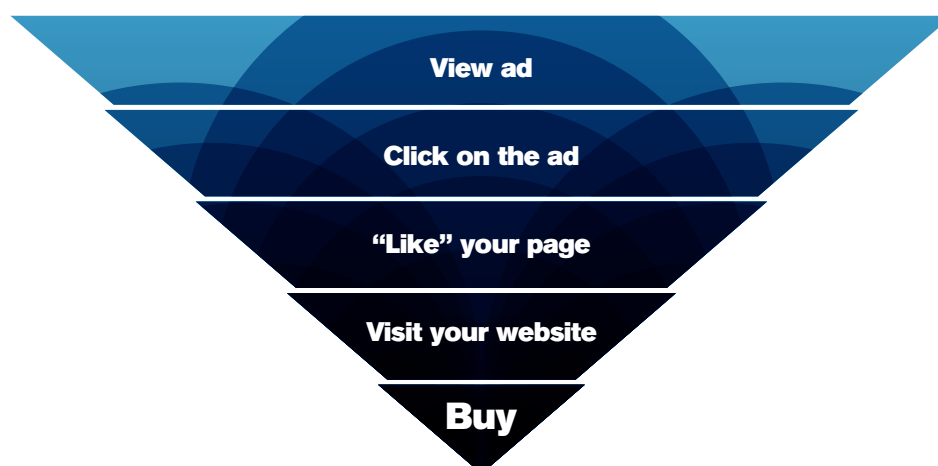 View ad
Click on the ad
“Like” your page
Visit your website
Buy